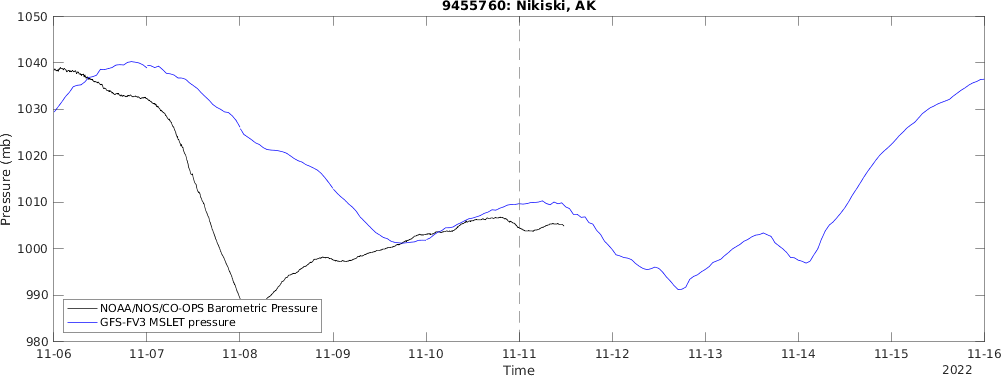 9455760: Nikiski, AK
Pressure (mb)
1050
1040
1030
1020
1010
1000
990
980
NOAA/NOS/CO-OPS Barometric Pressure
GFS-FV3 MSLET pressure
11-06 11-07 11-08 11-09 11-10 11-11 11-12 11-13 11-14 11-15 11-16
Time
2022